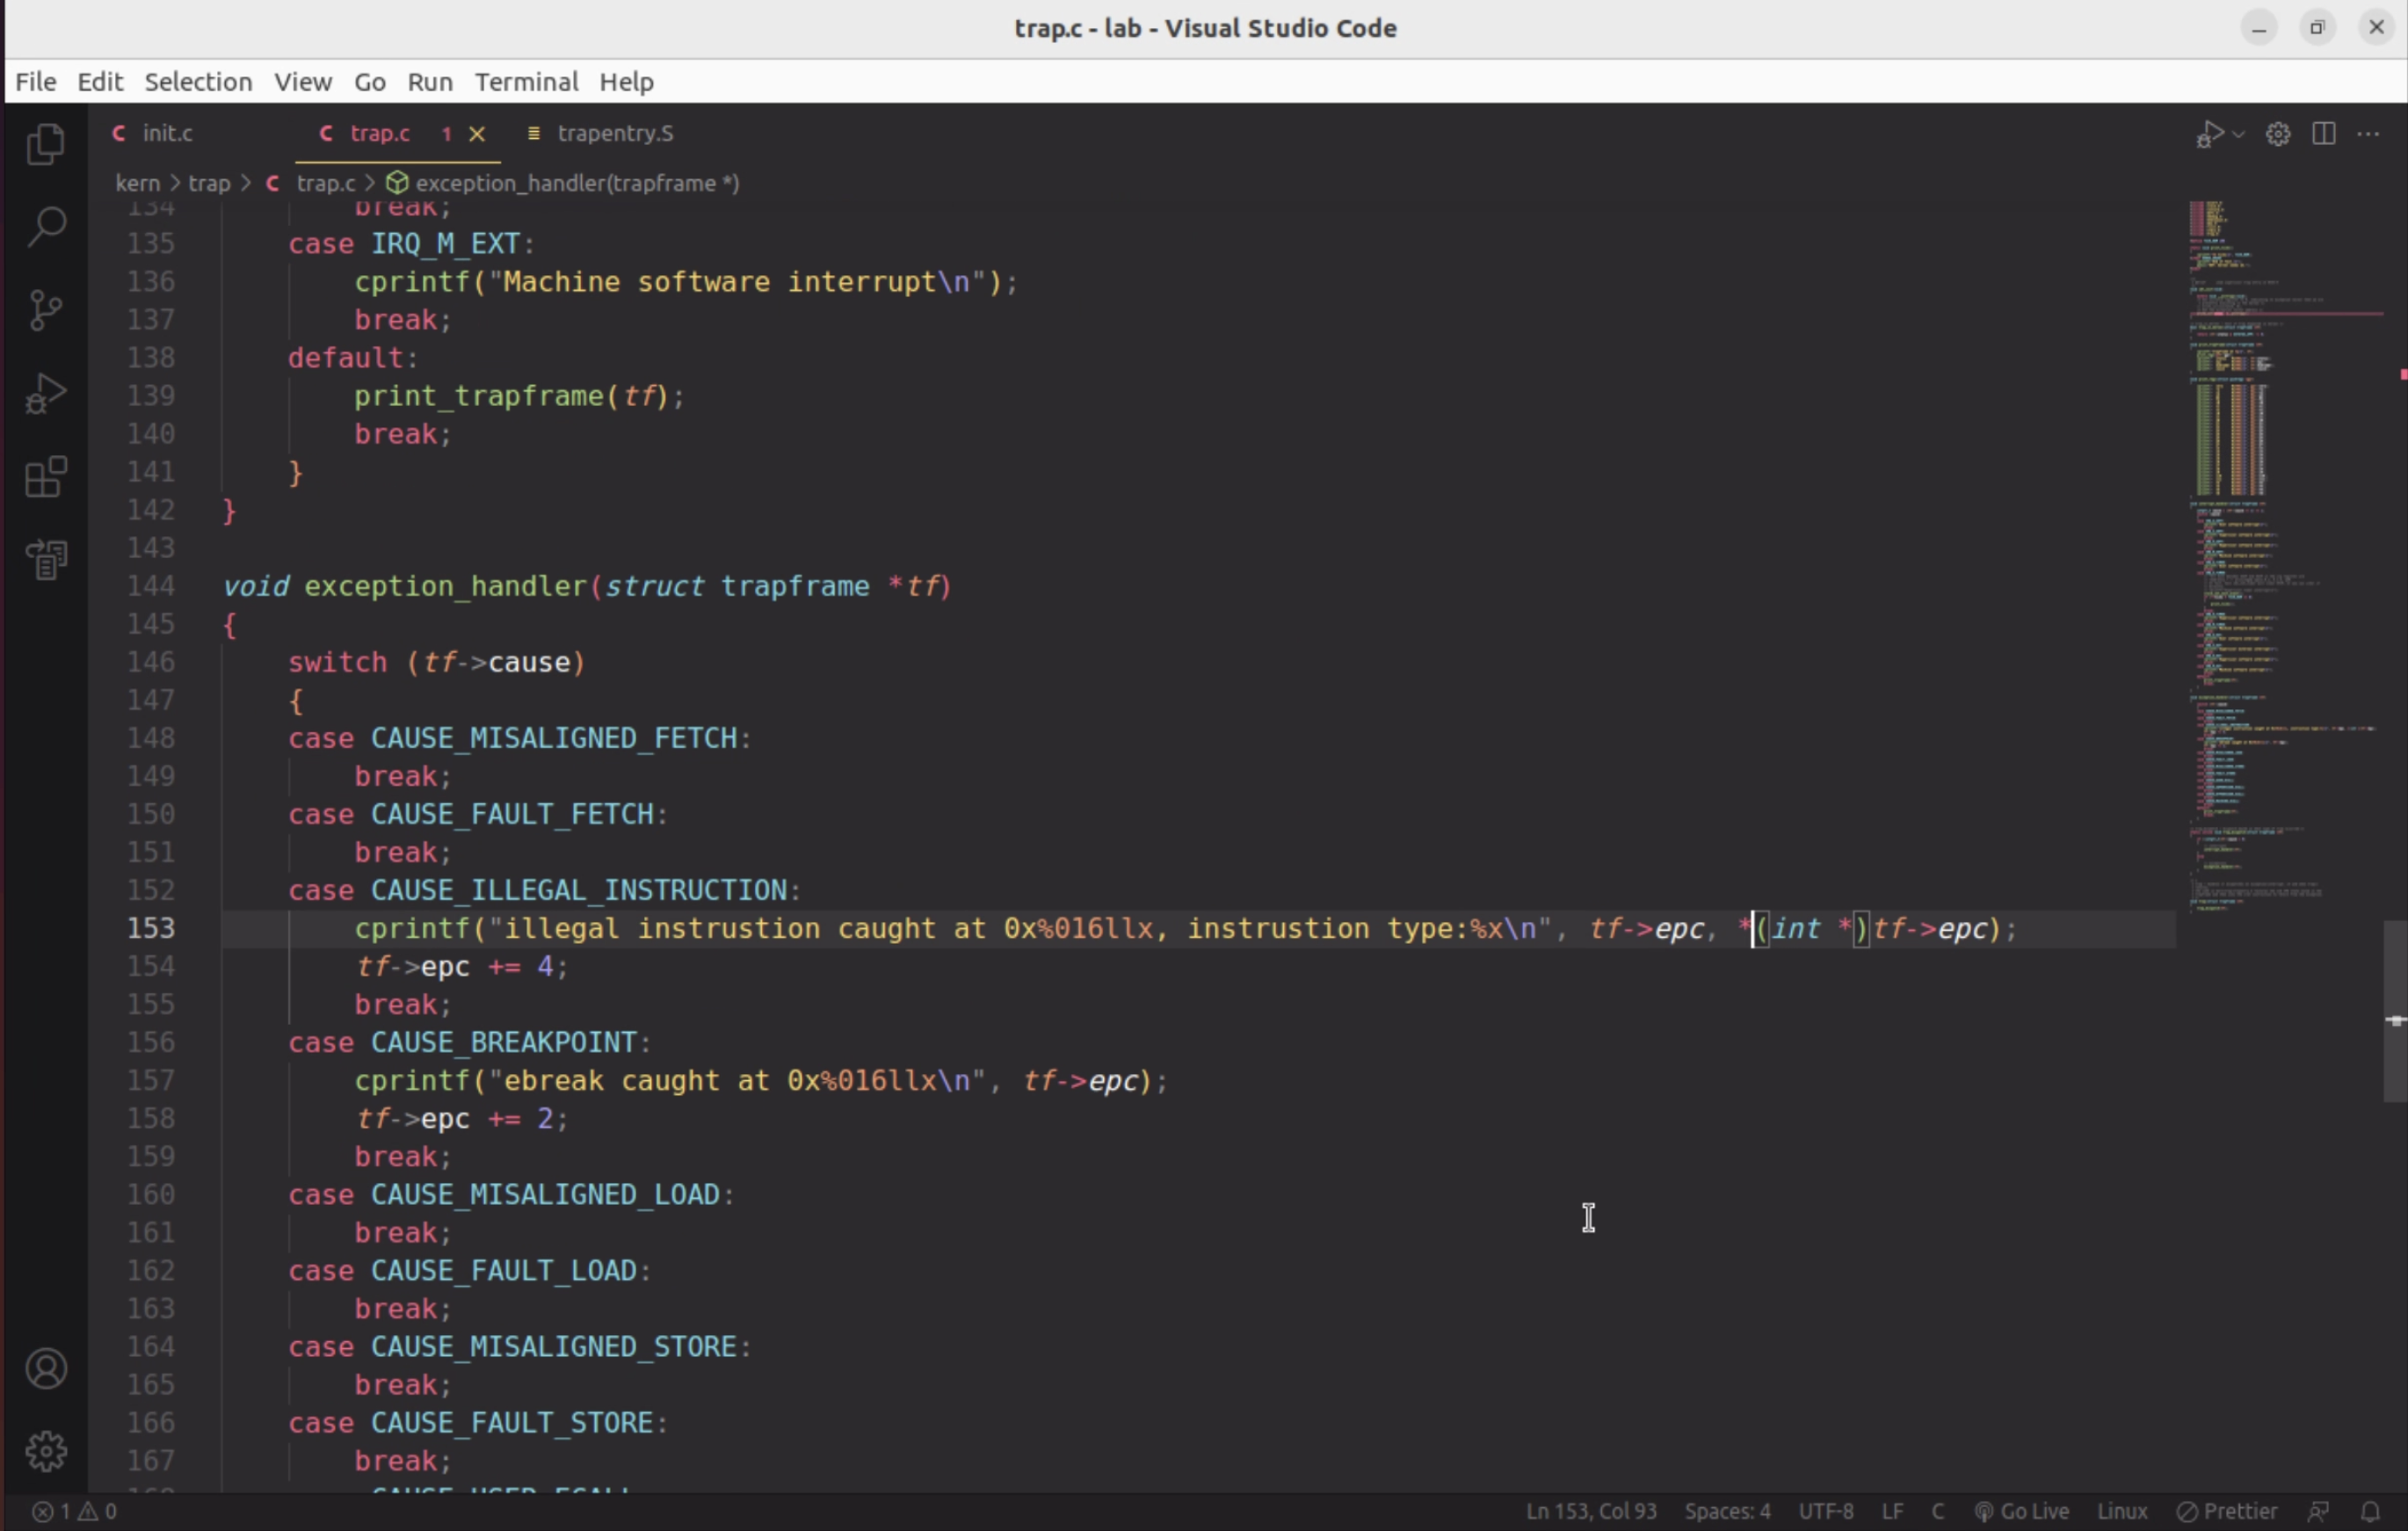 trap.c - lab - Visual Studio Code
File Edit Selection View Go Run Terminal Help
C init.c C trap.c 1 trapentry.S
kern > trap > C trap.c > exception_handler(trapframe *)
134 break;
135 case IRQ_M_EXT:
136 cprintf("Machine software interrupt\n");
137 break;
138 default:
139 print_trapframe(tf);
140 break;
141 }
142 }
143
144 void exception_handler(struct trapframe *tf)
145 {
146 switch (tf->cause)
147 {
148 case CAUSE_MISALIGNED_FETCH:
149 break;
150 case CAUSE_FAULT_FETCH:
151 break;
152 case CAUSE_ILLEGAL_INSTRUCTION:
153 cprintf("illegal instrustion caught at 0x%016llx, instrustion type:%x\n", tf->epc, *(int *)tf->epc);
154 tf->epc += 4;
155 break;
156 case CAUSE_BREAKPOINT:
157 cprintf("ebreak caught at 0x%016llx\n", tf->epc);
158 tf->epc += 2;
159 break;
160 case CAUSE_MISALIGNED_LOAD:
161 break;
162 case CAUSE_FAULT_LOAD:
163 break;
164 case CAUSE_MISALIGNED_STORE:
165 break;
166 case CAUSE_FAULT_STORE:
167 break;
1 0 Ln 153, Col 93 Spaces: 4 UTF-8 LF C Go Live Linux Prettier